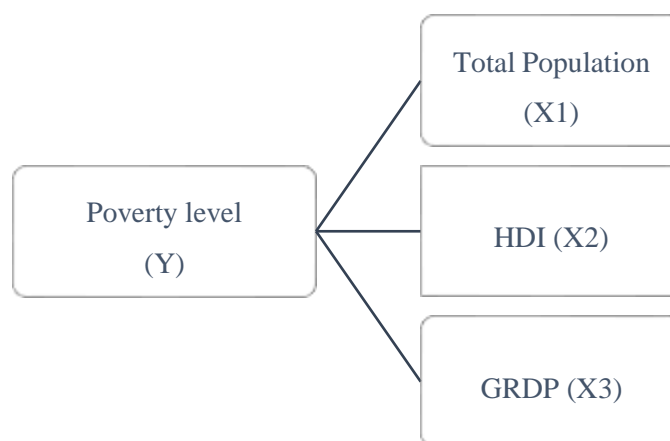 Total Population
(X1)
Poverty level
(Y)
HDI (X2)
GRDP (X3)